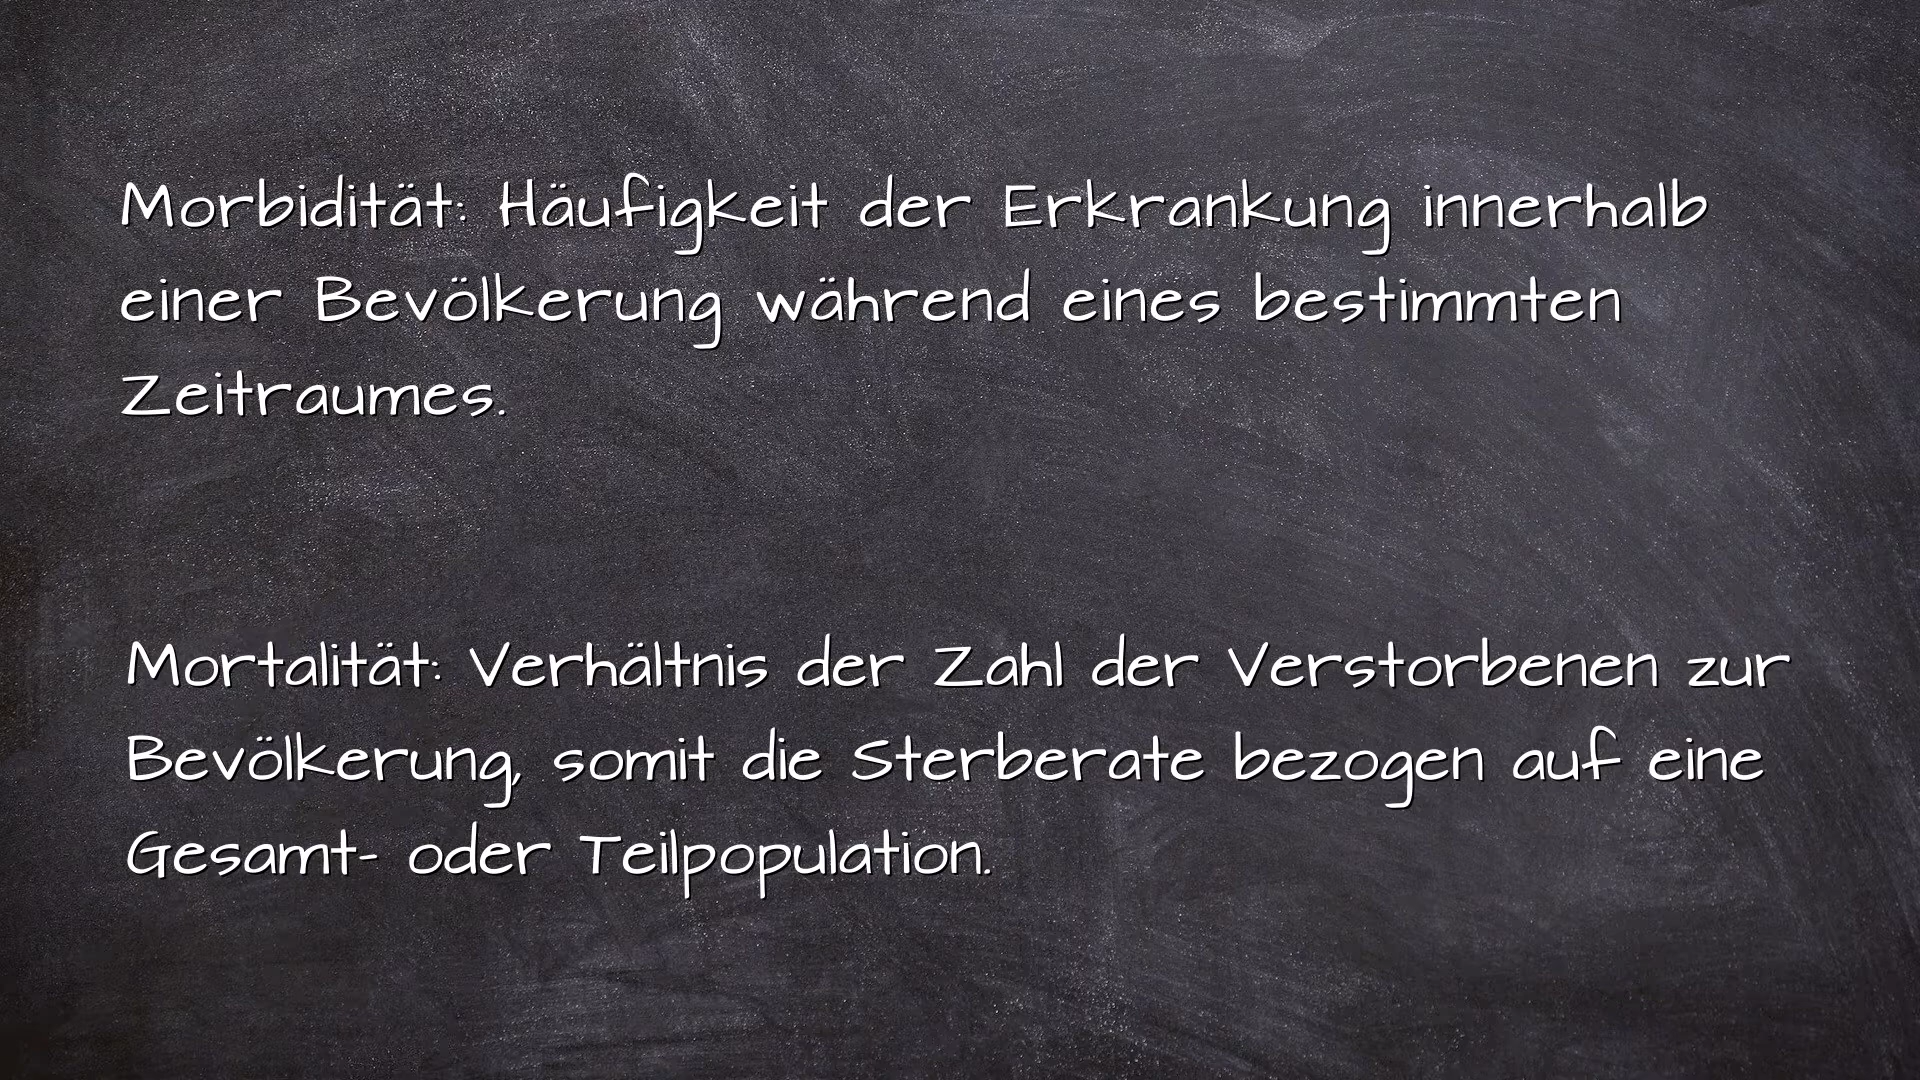 Morbidität: Häufigkeit der Erkrankung innerhalb
einer Bevölkerung während eines bestimmten
Zeitraumes.
Mortalität: Verhältnis der Zahl der Verstorbenen zur
Bevölkerung, somit die Sterberate bezogen auf eine
Gesamt- oder Teilpopulation.